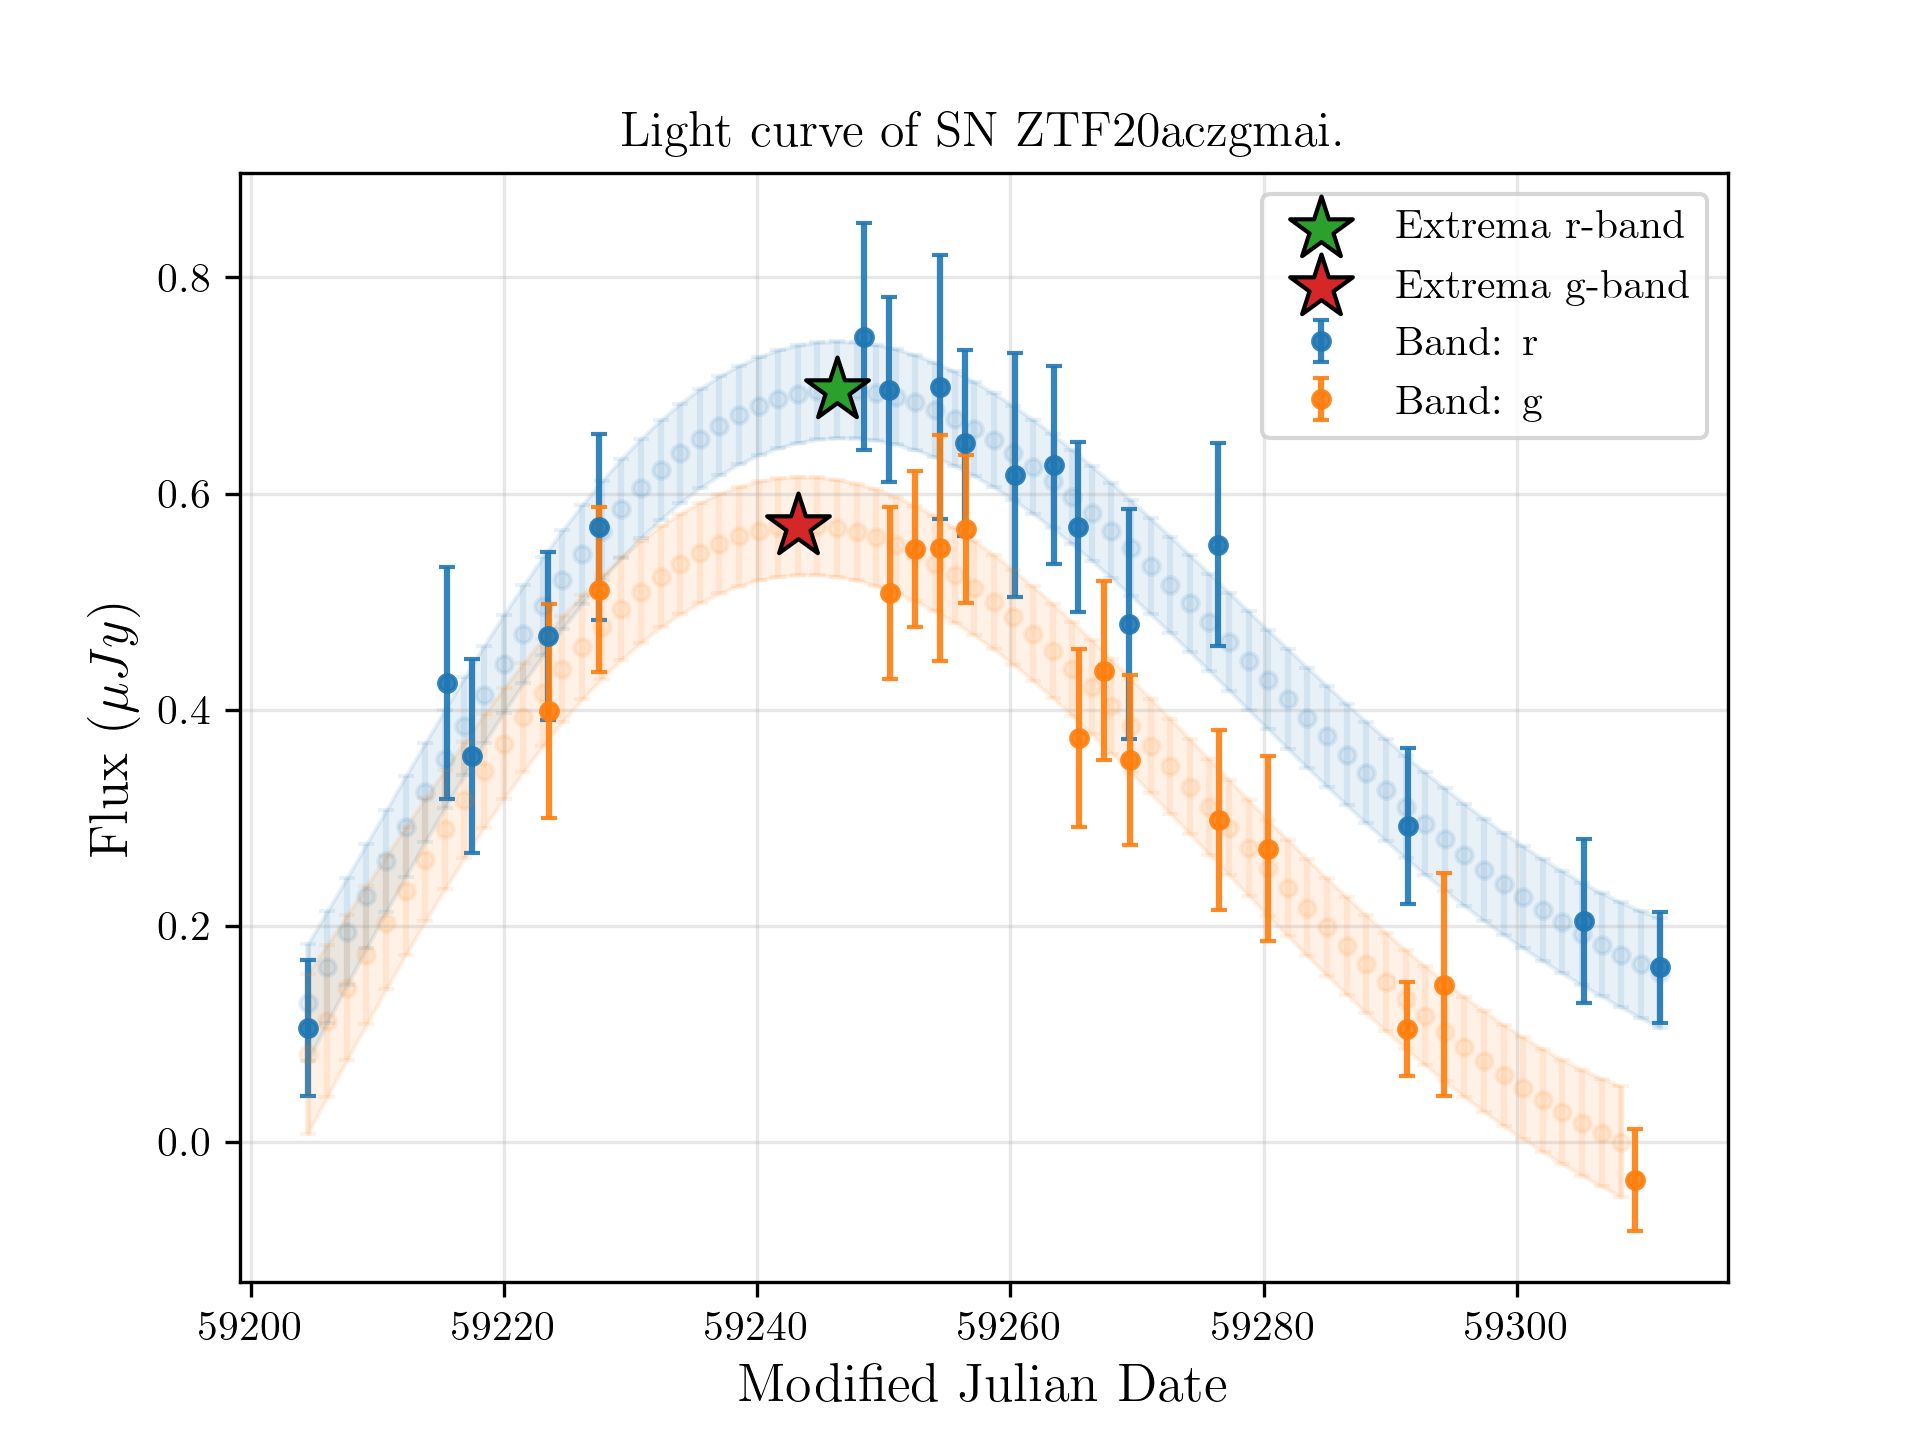 Light curve of SN ZTF20aczgmai.
Extrema r-band
Extrema g-band
Band: r
Band: g
Flux (μJy)
0.8
0.6
0.4
0.2
0.0
59200 59220 59240 59260 59280 59300
Modified Julian Date